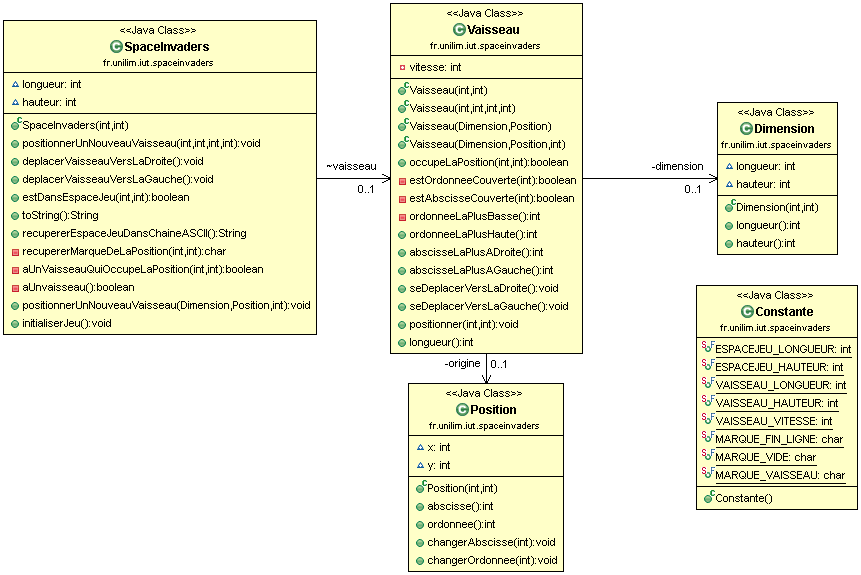 <<Java Class>>
SpaceInvaders
fr.unilim.iut.spaceinvaders
longueur: int
hauteur: int
SpaceInvaders(int,int)
positionnerUnNouveauVaisseau(int,int,int,int):void
deplacerVaisseauVersLaDroite():void
deplacerVaisseauVersLaGauche():void
estDansEspaceJeu(int,int):boolean
toString():String
recupererEspaceJeuDansChaineASCII():String
recupererMarqueDeLaPosition(int,int):char
aUnVaisseauQuiOccupeLaPosition(int,int):boolean
aUnvaisseau():boolean
positionnerUnNouveauVaisseau(Dimension,Position,int):void
initialiserJeu():void
~vaisseau
0..1
<<Java Class>>
Vaisseau
fr.unilim.iut.spaceinvaders
vitesse: int
Vaisseau(int,int)
Vaisseau(int,int,int,int)
Vaisseau(Dimension,Position)
Vaisseau(Dimension,Position,int)
occupeLaPosition(int,int):boolean
estOrdonneeCouverte(int):boolean
estAbscisseCouverte(int):boolean
ordonneeLaPlusBasse():int
ordonneeLaPlusHaute():int
abscisseLaPlusADroite():int
abscisseLaPlusAGauche():int
seDeplacerVersLaDroite():void
seDeplacerVersLaGauche():void
positionner(int,int):void
longueur():int
-dimension
0..1
<<Java Class>>
Dimension
fr.unilim.iut.spaceinvaders
longueur: int
hauteur: int
Dimension(int,int)
longueur():int
hauteur():int
-origine
0..1
<<Java Class>>
Position
fr.unilim.iut.spaceinvaders
x: int
y: int
Position(int,int)
abscisse():int
ordonnee():int
changerAbscisse(int):void
changerOrdonnee(int):void
<<Java Class>>
Constante
fr.unilim.iut.spaceinvaders
ESPACEJEU_LONGUEUR: int
ESPACEJEU_HAUTEUR: int
VAISSEAU_LONGUEUR: int
VAISSEAU_HAUTEUR: int
VAISSEAU_VITESSE: int
MARQUE_FIN_LIGNE: char
MARQUE_VIDE: char
MARQUE_VAISSEAU: char
Constante()